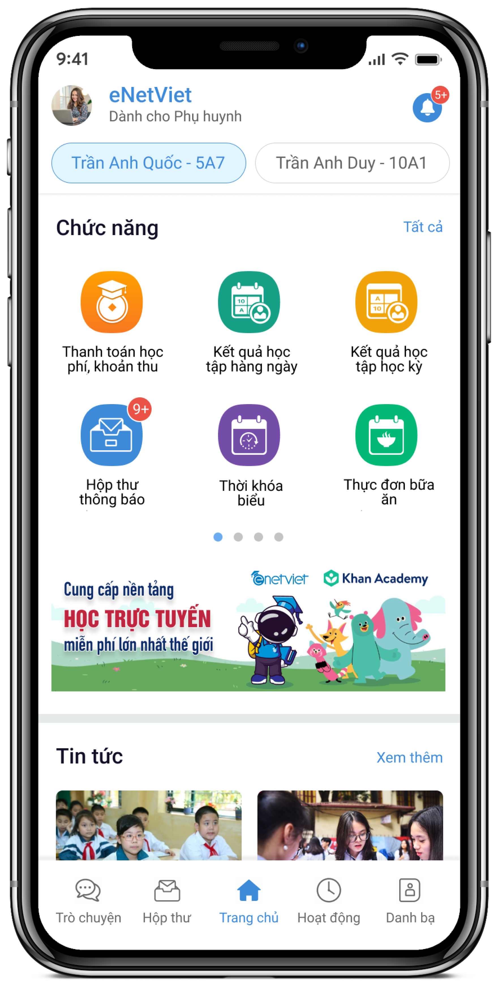 9:41
eNetViet
5+
Dành cho Phụ huynh
Trần Anh Quốc - 5A7
Trần Anh Duy - 10A1
Chức năng
Tất cả
10
A
A
10
Thanh toán học
phí, khoản thu
Kết quả học
tập hàng ngày
Kết quả học
tập học kỳ
9+
Hộp thư
thông báo
Thời khóa
biểu
Thực đơn bữa
ăn
enetviet
Khan Academy
Cung cấp nền tảng
HỌC TRỰC TUYẾN
miễn phí lớn nhất thế giới
Tin tức
Xem thêm
Trò chuyện
Hộp thư
Trang chủ
Hoạt động
Danh bạ